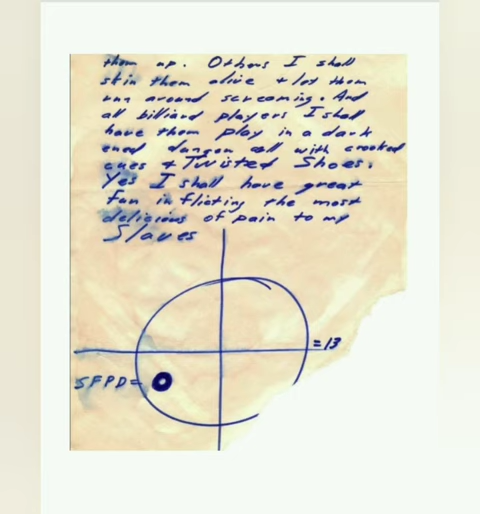 them up. Others I shall
skin them alive + let them
run around screaming. And
all billiard players I shall
have them play in a dark
ened dungen cell with crooked
cues + Twisted Shoes.
Yes I shall have great
fun inflicting the most
delicious of pain to my
Slaves
= 13
SFPD = 0